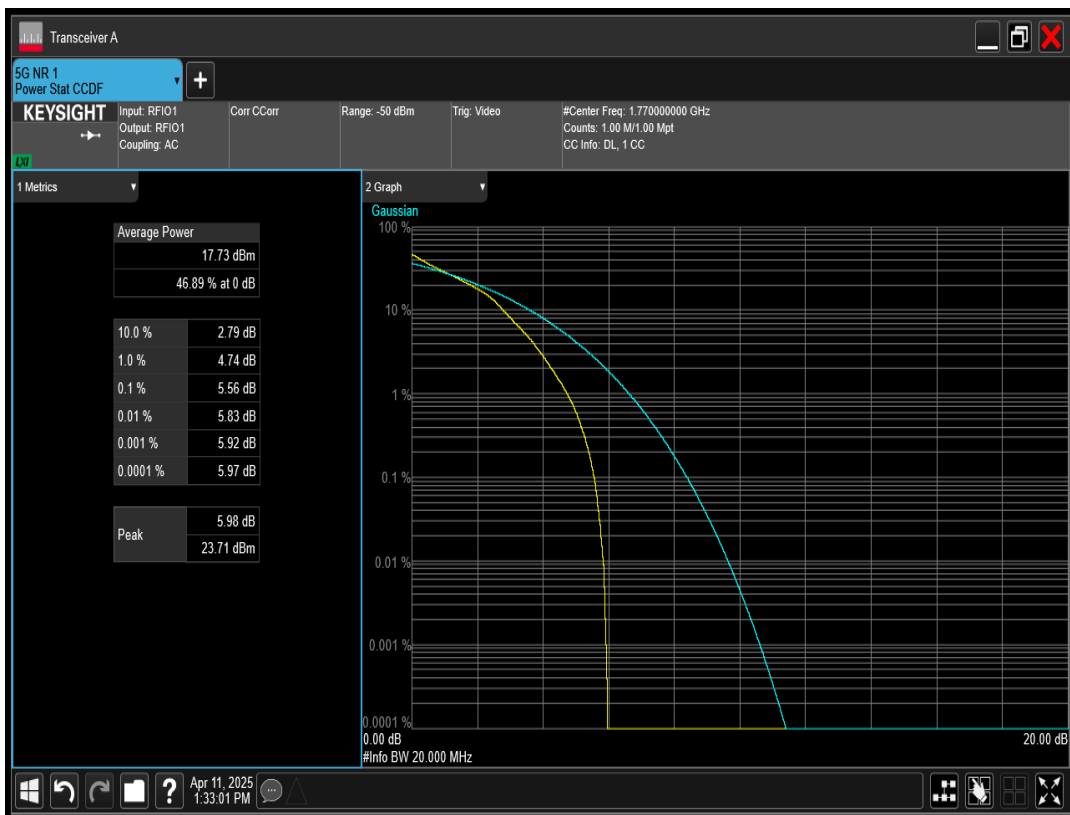 Transceiver A
5G NR 1
Power Stat CCDF
+
KEYSIGHT
LXI
Input: RFIO1
Output: RFIO1
Coupling: AC
Corr CCorr
Range: -50 dBm
Trig: Video
#Center Freq: 1.770000000 GHz
Counts: 1.00 M/1.00 Mpt
CC Info: DL, 1 CC
1 Metrics
Average Power
17.73 dBm
46.89 % at 0 dB
10.0 % 2.79 dB
1.0 % 4.74 dB
0.1 % 5.56 dB
0.01 % 5.83 dB
0.001 % 5.92 dB
0.0001 % 5.97 dB
Peak 5.98 dB
23.71 dBm
2 Graph
Gaussian
100 %
10 %
1 %
0.1 %
0.01 %
0.001 %
0.0001 %
0.00 dB 20.00 dB
#Info BW 20.000 MHz
?
Apr 11, 2025
1:33:01 PM